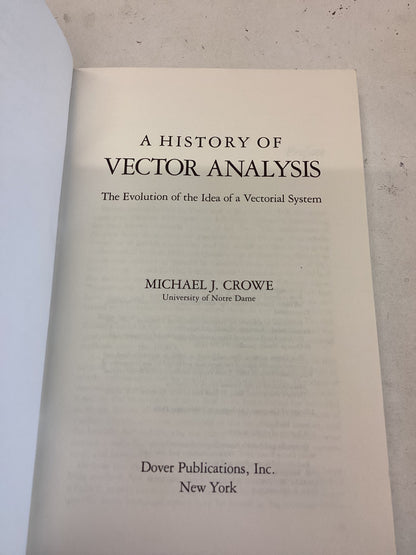 A HISTORY OF
VECTOR ANALYSIS
The Evolution of the Idea of a Vectorial System
MICHAEL J. CROWE
University of Notre Dame
Dover Publications, Inc.
New York